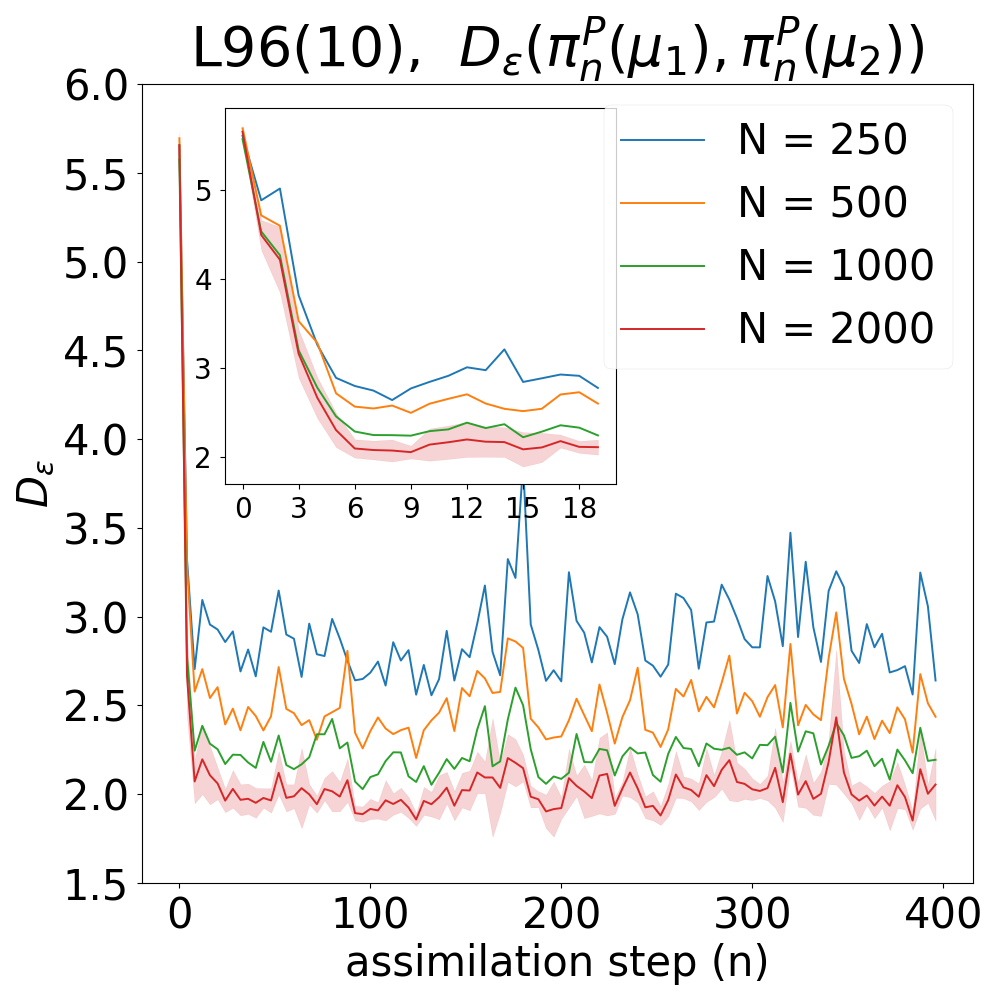 L96(10), D_ε(π_n^P(μ_1), π_n^P(μ_2))
6.0
5.5
5.0
4.5
4.0
3.5
3.0
2.5
2.0
1.5
D_ε
5
4
3
2
0 3 6 9 12 15 18
N = 250
N = 500
N = 1000
N = 2000
0 100 200 300 400
assimilation step (n)